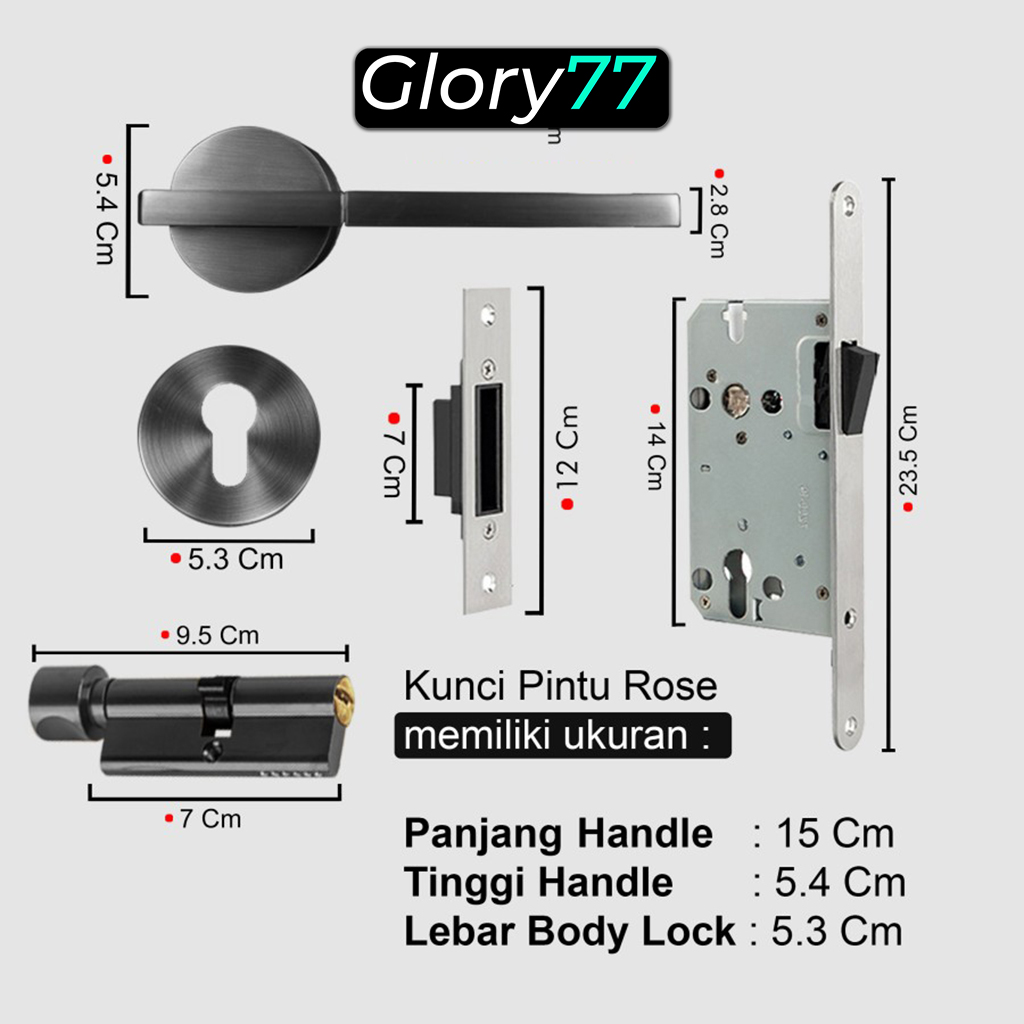 Glory77
m
5.4 Cm
2.8 Cm
7 Cm
12 Cm
14 Cm
23.5 Cm
5.3 Cm
9.5 Cm
7 Cm
Kunci Pintu Rose
memiliki ukuran :
Panjang Handle : 15 Cm
Tinggi Handle : 5.4 Cm
Lebar Body Lock : 5.3 Cm